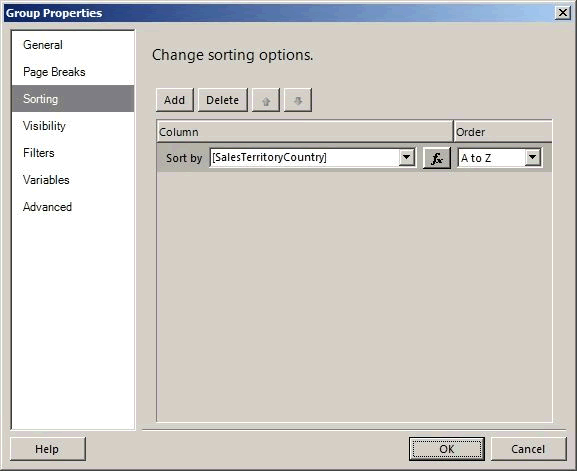 Group Properties
General
Page Breaks
Sorting
Visibility
Filters
Variables
Advanced
Change sorting options.
Add Delete
Column Order
Sort by [SalesTerritoryCountry] fx A to Z
Help OK Cancel